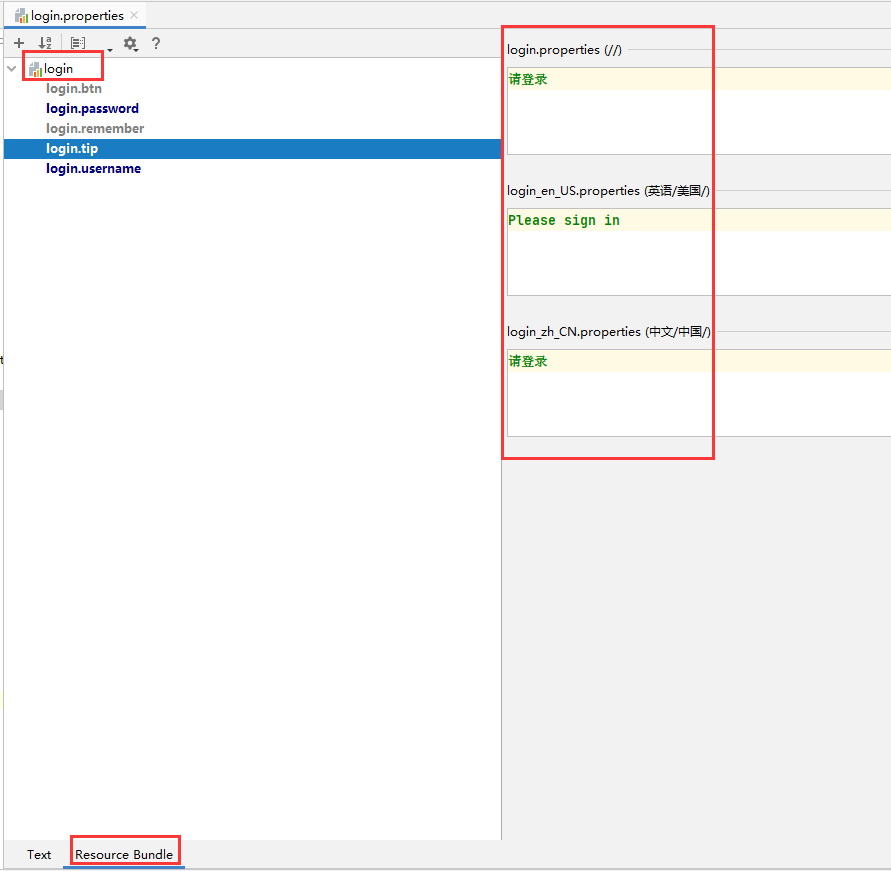 login.properties
login
login.btn
login.password
login.remember
login.tip
login.username
login.properties (//)
请登录
login_en_US.properties (英语/美国/)
Please sign in
login_zh_CN.properties (中文/中国/)
请登录
Text
Resource Bundle